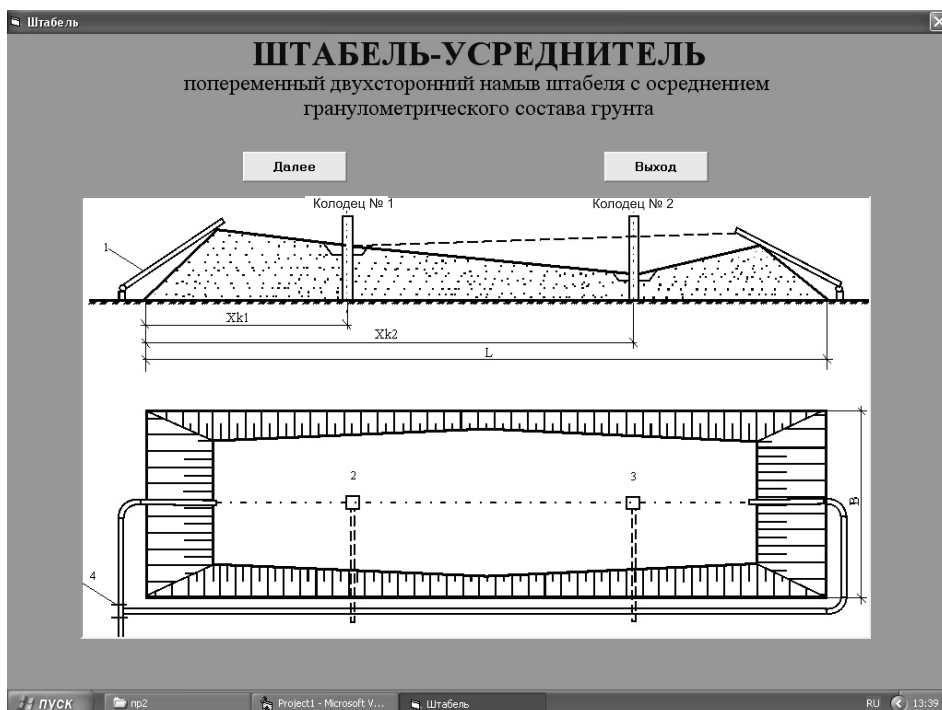 Штабель
ШТАБЕЛЬ-УСРЕДНИТЕЛЬ
попеременный двухсторонний намыв штабеля с осреднением
гранулометрического состава грунта
Далее
Выход
Колодец № 1
Колодец № 2
1
Xk1
Xk2
L
2
3
B
4
пуск
пр2
Project1 - Microsoft V...
Штабель
RU
13:39